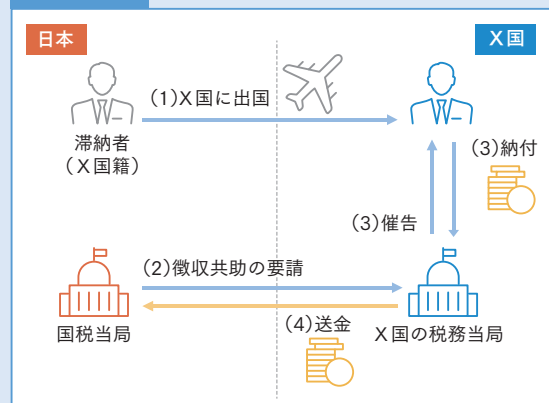 日本
X国
(1)X国に出国
滞納者
(X国籍)
(3)納付
(3)催告
(2)徴収共助の要請
(4)送金
国税当局
X国の税務当局